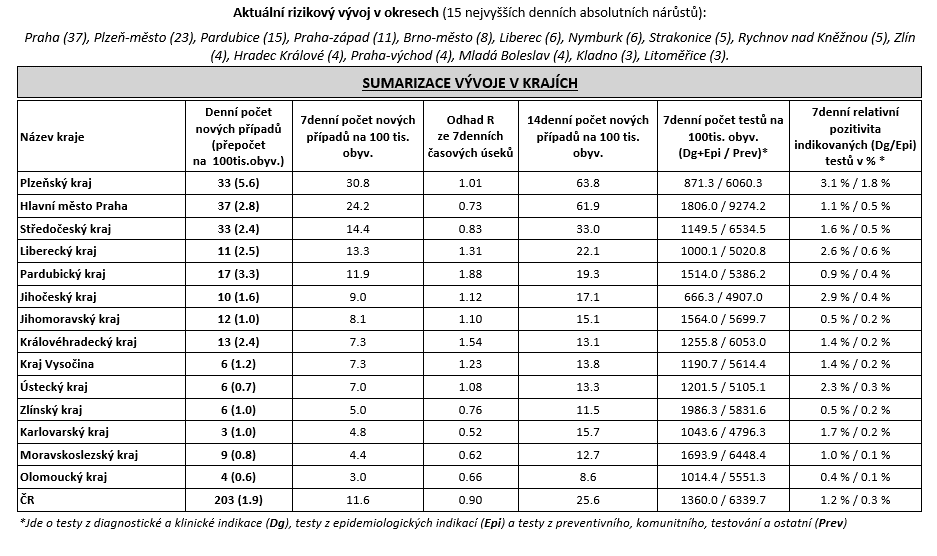 Aktuální rizikový vývoj v okresech (15 nejvyšších denních absolutních nárůstů):
Praha (37), Plzeň-město (23), Pardubice (15), Praha-západ (11), Brno-město (8), Liberec (6), Nymburk (6), Strakonice (5), Rychnov nad Kněžnou (5), Zlín
(4), Hradec Králové (4), Praha-východ (4), Mladá Boleslav (4), Kladno (3), Litoměřice (3).
SUMARIZACE VÝVOJE V KRAJÍCH
Název kraje
Denní počet
nových případů
(přepočet
na 100tis.obyv.)
7denní počet nových
případů na 100 tis.
obyv.
Odhad R
ze 7denních
časových úseků
14denní počet nových
případů na 100 tis.
obyv.
7denní počet testů na
100tis. obyv.
(Dg+Epi / Prev)*
7denní relativní
pozitivita
indikovaných (Dg/Epi)
testů v % *
Plzeňský kraj 33 (5.6) 30.8 1.01 63.8 871.3 / 6060.3 3.1 % / 1.8 %
Hlavní město Praha 37 (2.8) 24.2 0.73 61.9 1806.0 / 9274.2 1.1 % / 0.5 %
Středočeský kraj 33 (2.4) 14.4 0.83 33.0 1149.5 / 6534.5 1.6 % / 0.5 %
Liberecký kraj 11 (2.5) 13.3 1.31 22.1 1000.1 / 5020.8 2.6 % / 0.6 %
Pardubický kraj 17 (3.3) 11.9 1.88 19.3 1514.0 / 5386.2 0.9 % / 0.4 %
Jihočeský kraj 10 (1.6) 9.0 1.12 17.1 666.3 / 4907.0 2.9 % / 0.4 %
Jihomoravský kraj 12 (1.0) 8.1 1.10 15.1 1564.0 / 5699.7 0.5 % / 0.2 %
Královéhradecký kraj 13 (2.4) 7.3 1.54 13.1 1255.8 / 6053.0 1.4 % / 0.2 %
Kraj Vysočina 6 (1.2) 7.3 1.23 13.8 1190.7 / 5614.4 1.4 % / 0.2 %
Ústecký kraj 6 (0.7) 7.0 1.08 13.3 1201.5 / 5105.1 2.3 % / 0.3 %
Zlínský kraj 6 (1.0) 5.0 0.76 11.5 1986.3 / 5831.6 0.5 % / 0.2 %
Karlovarský kraj 3 (1.0) 4.8 0.52 15.7 1043.6 / 4796.3 1.7 % / 0.2 %
Moravskoslezský kraj 9 (0.8) 4.4 0.62 12.7 1693.9 / 6448.4 1.0 % / 0.1 %
Olomoucký kraj 4 (0.6) 3.0 0.66 8.6 1014.4 / 5551.3 0.4 % / 0.1 %
ČR 203 (1.9) 11.6 0.90 25.6 1360.0 / 6339.7 1.2 % / 0.3 %
*Jde o testy z diagnostické a klinické indikace (Dg), testy z epidemiologických indikací (Epi) a testy z preventivního, komunitního, testování a ostatní (Prev)